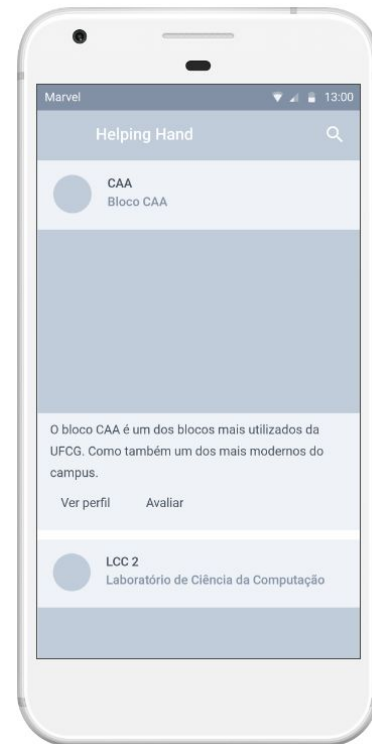 Marvel 13:00
Helping Hand
CAA
Bloco CAA
O bloco CAA é um dos blocos mais utilizados da
UFCG. Como também um dos mais modernos do
campus.
Ver perfil Avaliar
LCC 2
Laboratório de Ciência da Computação